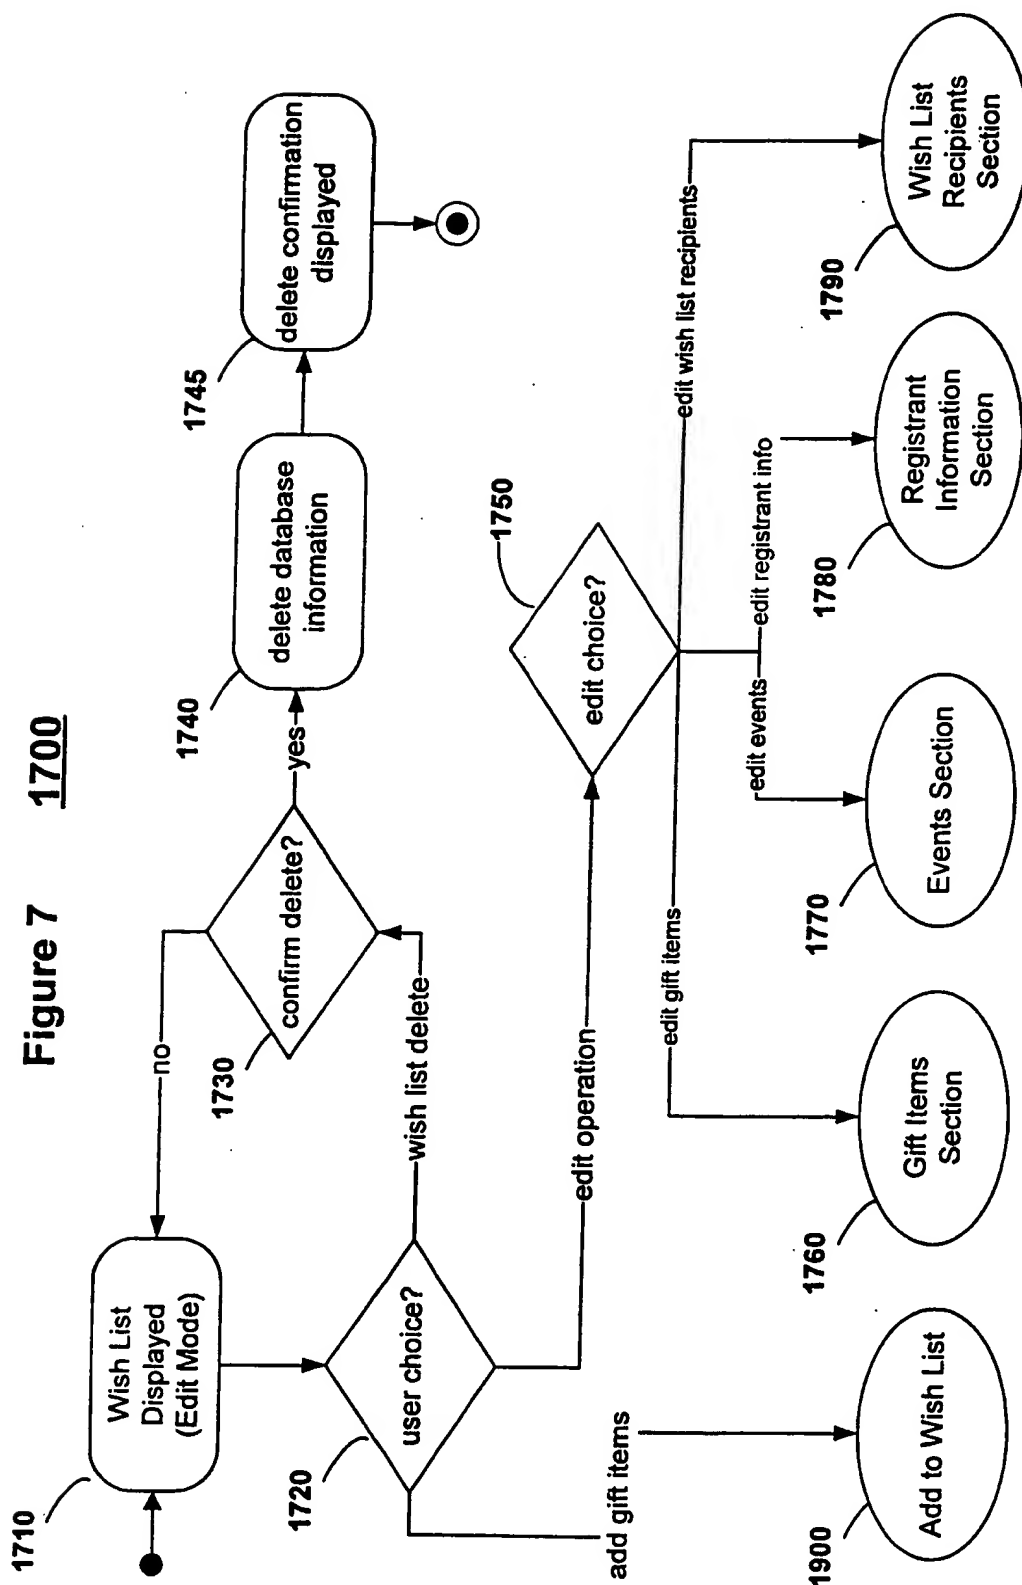 Figure 7
1700
1710
Wish List
Displayed
(Edit Mode)
no
1720
user choice?
wish list delete
1730
confirm delete?
yes
1740
delete database
information
1745
delete confirmation
displayed
edit operation
1750
edit choice?
add gift items
edit gift items
edit events
edit registrant info
edit wish list recipients
1900
Add to Wish List
1760
Gift Items
Section
1770
Events Section
1780
Registrant
Information
Section
1790
Wish List
Recipients
Section